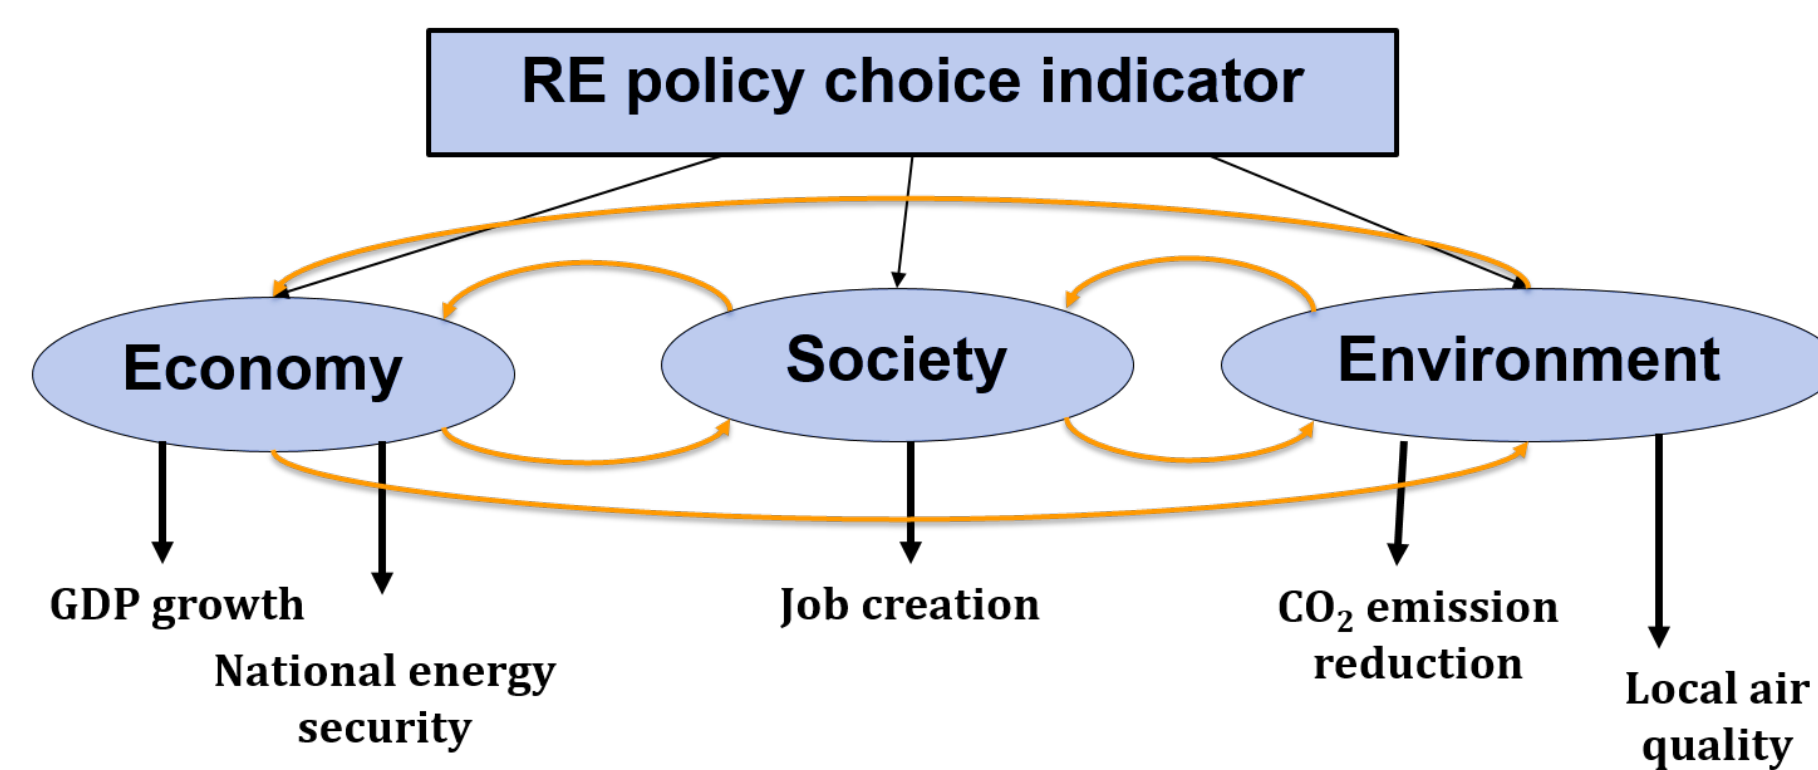 RE policy choice indicator
Economy
Society
Environment
GDP growth
National energy
security
Job creation
CO₂ emission
reduction
Local air
quality